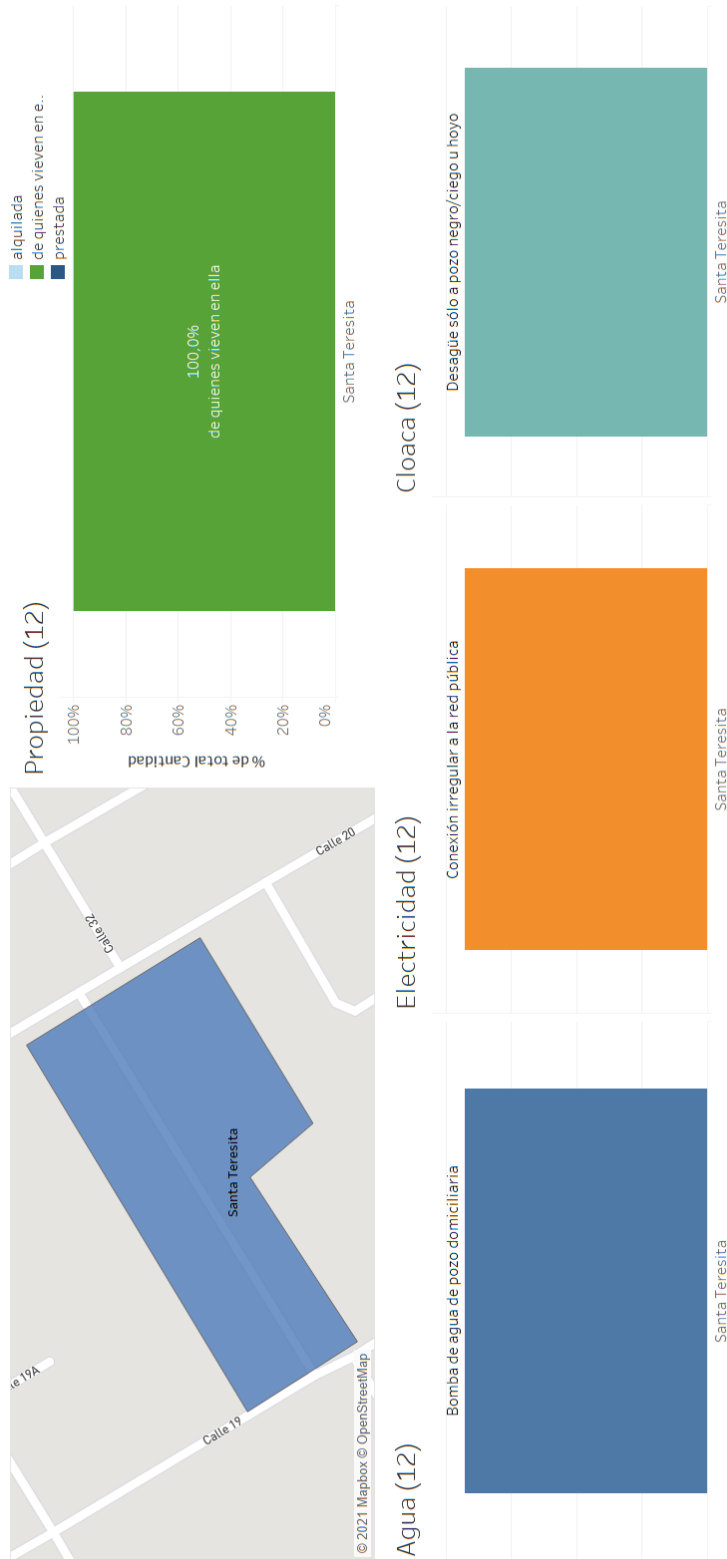 le 19A
Calle 32
Calle 19
Calle 20
Santa Teresita
© 2021 Mapbox © OpenStreetMap
Propiedad (12)
alquilada
de quienes vieven en e..
prestada
% de total Cantidad
100%
80%
60%
40%
20%
0%
100,0%
de quienes vieven en ella
Santa Teresita
Agua (12)
Bomba de agua de pozo domiciliaria
Santa Teresita
Electricidad (12)
Conexión irregular a la red pública
Santa Teresita
Cloaca (12)
Desagüe sólo a pozo negro/ciego u hoyo
Santa Teresita